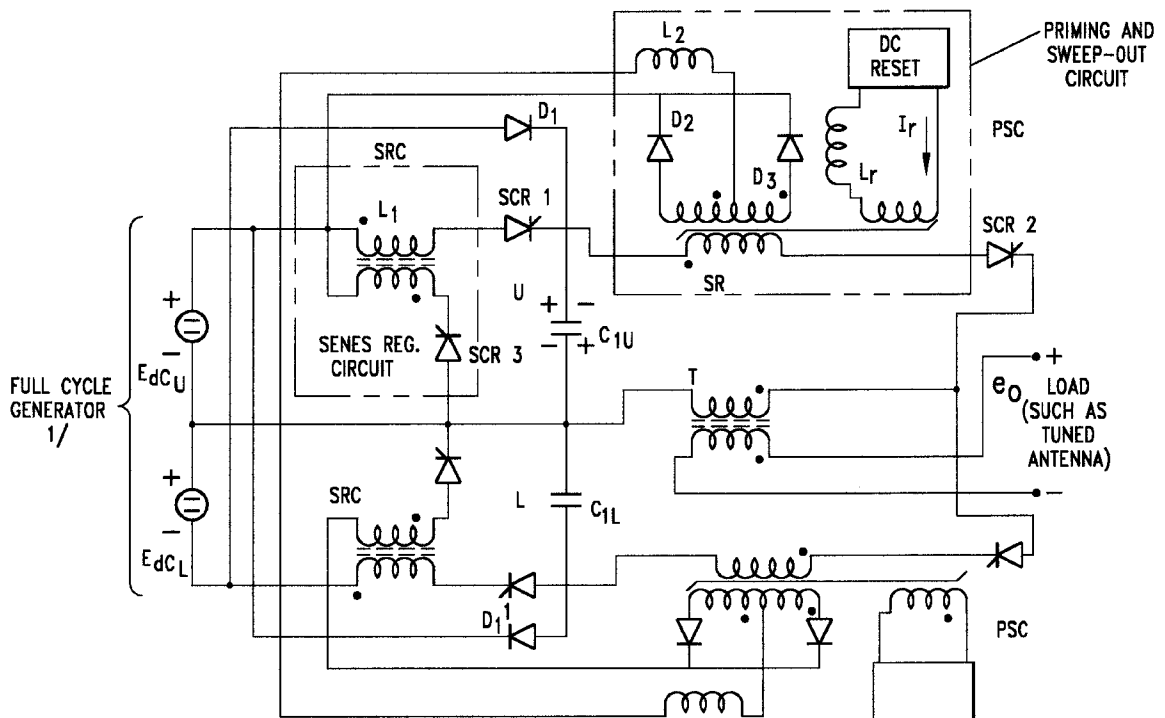 L2
DC
RESET
PRIMING AND
SWEEP-OUT
CIRCUIT
D1
D2
Ir
PSC
SRC
D3
Lr
L1
SCR 1
SCR 2
SR
U
+ −
− +
C1U
+
−
EdCU
SENES REG.
CIRCUIT
SCR 3
FULL CYCLE
GENERATOR
1/
T
+
eo
LOAD
(SUCH AS
TUNED
ANTENNA)
−
+
−
EdCL
SRC
L
C1L
D1 1
PSC